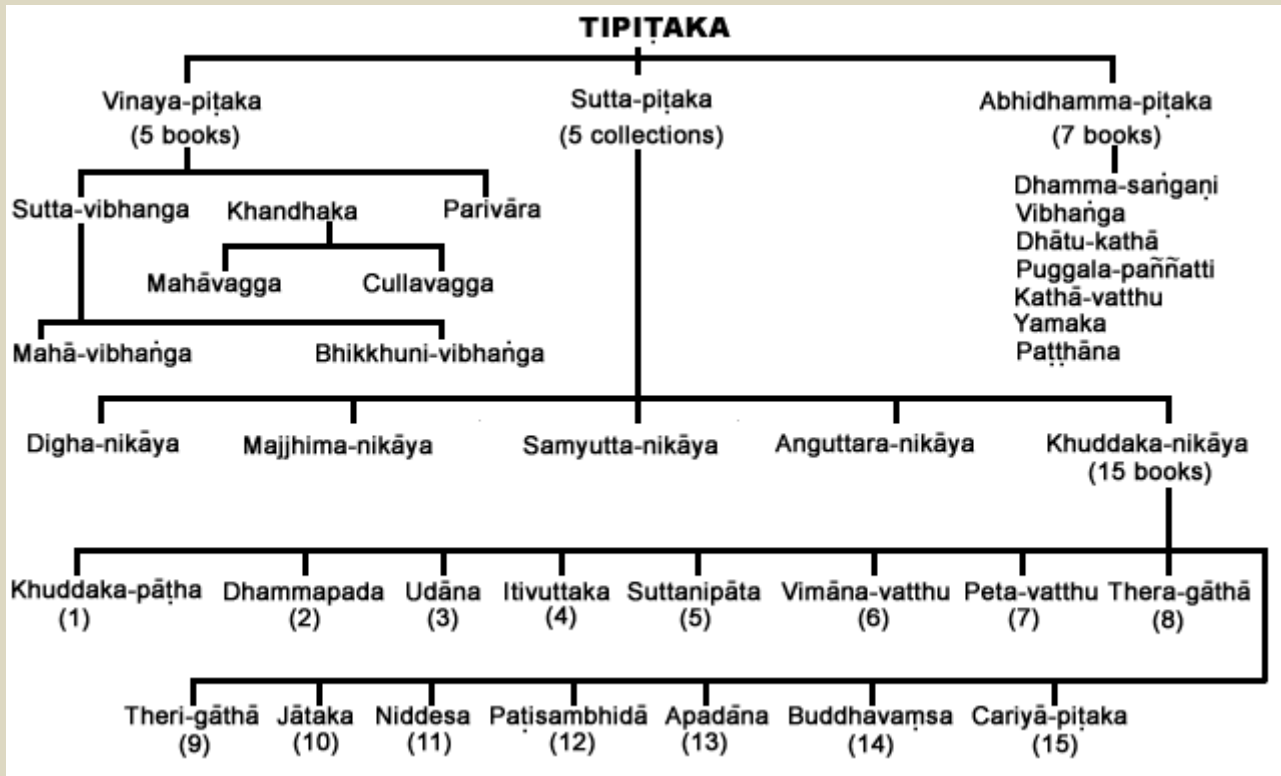 TIPIṬAKA
Vinaya-piṭaka Sutta-piṭaka Abhidhamma-piṭaka
(5 books) (5 collections) (7 books)
Sutta-vibhanga Khandhaka Parivāra
Mahāvagga Cullavagga
Mahā-vibhaṅga Bhikkhuni-vibhaṅga
Dhamma-saṅgaṇi
Vibhaṅga
Dhātu-kathā
Puggala-paññatti
Kathā-vatthu
Yamaka
Paṭṭhāna
Digha-nikāya Majjhima-nikāya Samyutta-nikāya Anguttara-nikāya Khuddaka-nikāya
(15 books)
Khuddaka-pāṭha Dhammapada Udāna Itivuttaka Suttanipāta Vimāna-vatthu Peta-vatthu Thera-gāthā
(1) (2) (3) (4) (5) (6) (7) (8)
Theri-gāthā Jātaka Niddesa Paṭisambhidā Apadāna Buddhavaṃsa Cariyā-piṭaka
(9) (10) (11) (12) (13) (14) (15)